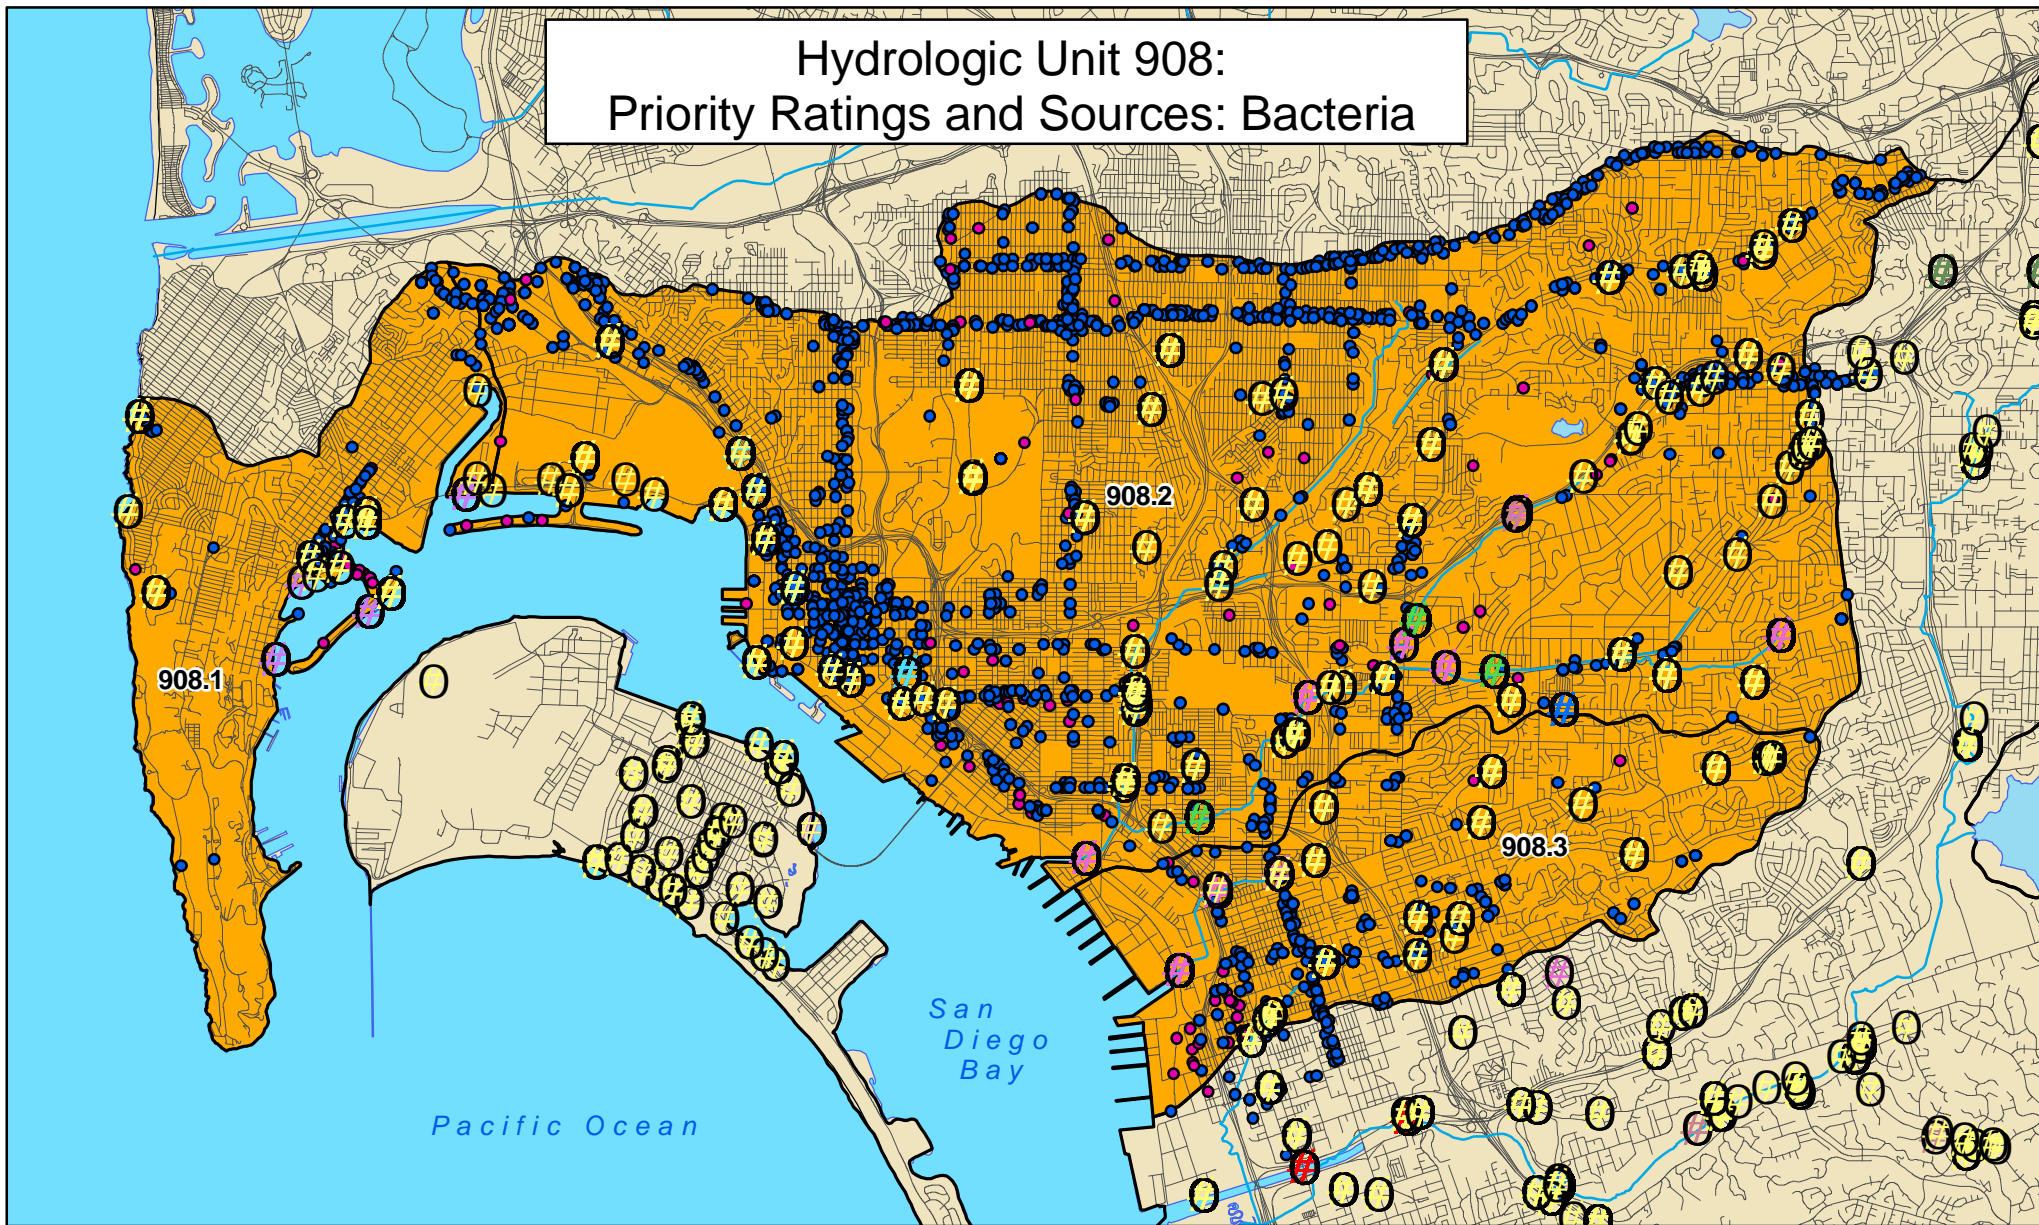 Hydrologic Unit 908:
Priority Ratings and Sources: Bacteria
908.2
908.1
908.3
San
Diego
Bay
Pacific Ocean